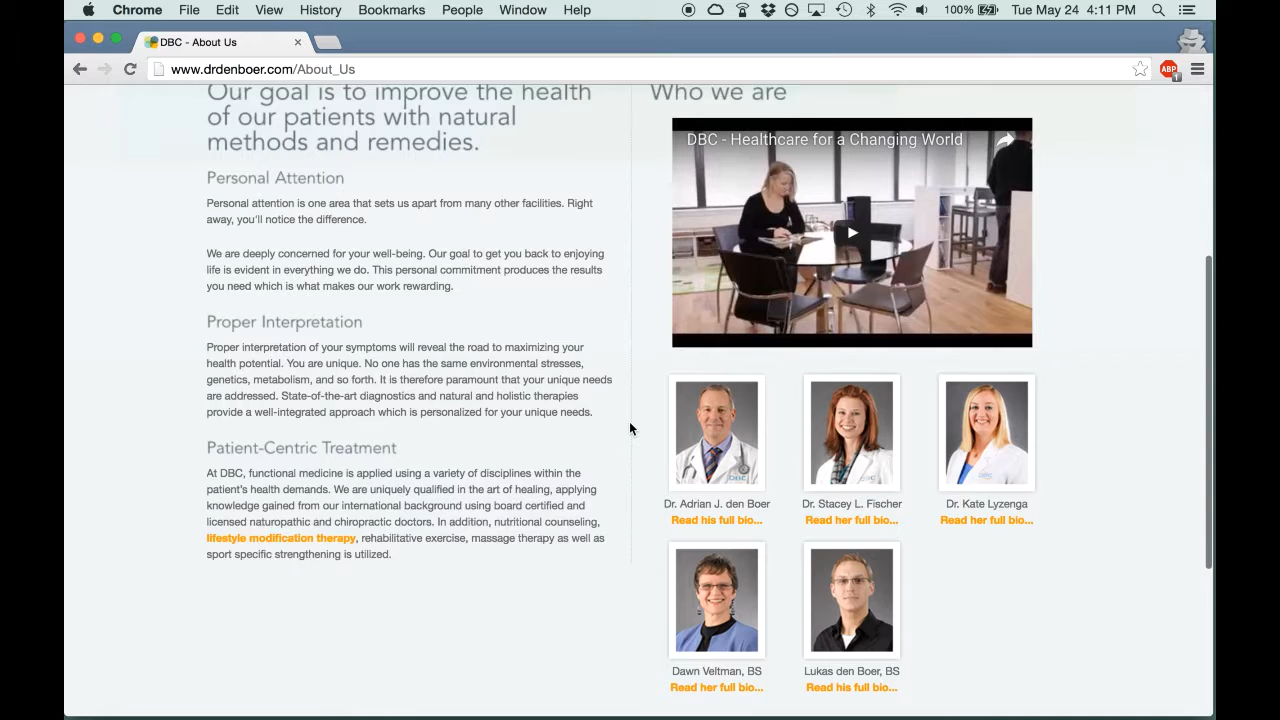 Chrome File Edit View History Bookmarks People Window Help 100% Tue May 24 4:11 PM
DBC - About Us
www.drdenboer.com/About_Us
ABP
1
Our goal is to improve the health
of our patients with natural
methods and remedies.
Personal Attention
Personal attention is one area that sets us apart from many other facilities. Right
away, you'll notice the difference.
We are deeply concerned for your well-being. Our goal to get you back to enjoying
life is evident in everything we do. This personal commitment produces the results
you need which is what makes our work rewarding.
Proper Interpretation
Proper interpretation of your symptoms will reveal the road to maximizing your
health potential. You are unique. No one has the same environmental stresses,
genetics, metabolism, and so forth. It is therefore paramount that your unique needs
are addressed. State-of-the-art diagnostics and natural and holistic therapies
provide a well-integrated approach which is personalized for your unique needs.
Patient-Centric Treatment
At DBC, functional medicine is applied using a variety of disciplines within the
patient's health demands. We are uniquely qualified in the art of healing, applying
knowledge gained from our international background using board certified and
licensed naturopathic and chiropractic doctors. In addition, nutritional counseling,
lifestyle modification therapy, rehabilitative exercise, massage therapy as well as
sport specific strengthening is utilized.
Who we are
DBC - Healthcare for a Changing World
Dr. Adrian J. den Boer Dr. Stacey L. Fischer Dr. Kate Lyzenga
Read his full bio... Read her full bio... Read her full bio...
Dawn Veltman, BS Lukas den Boer, BS
Read her full bio... Read his full bio...